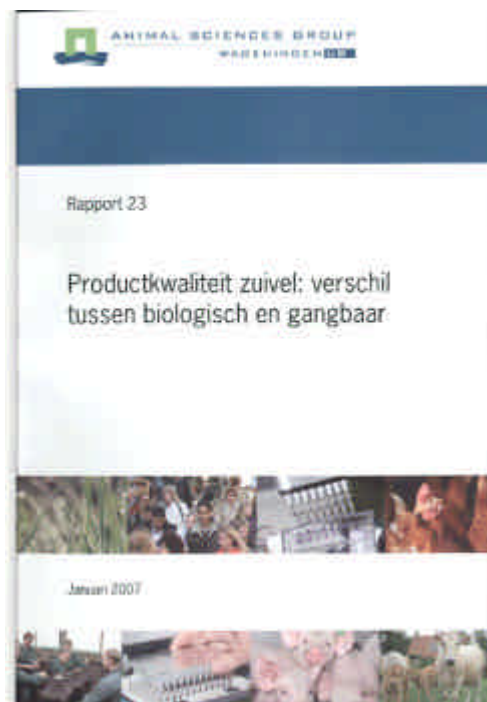 ANIMAL SCIENCES GROUP
WAGENINGEN UR
Rapport 23
Productkwaliteit zuivel: verschil
tussen biologisch en gangbaar
Januari 2007